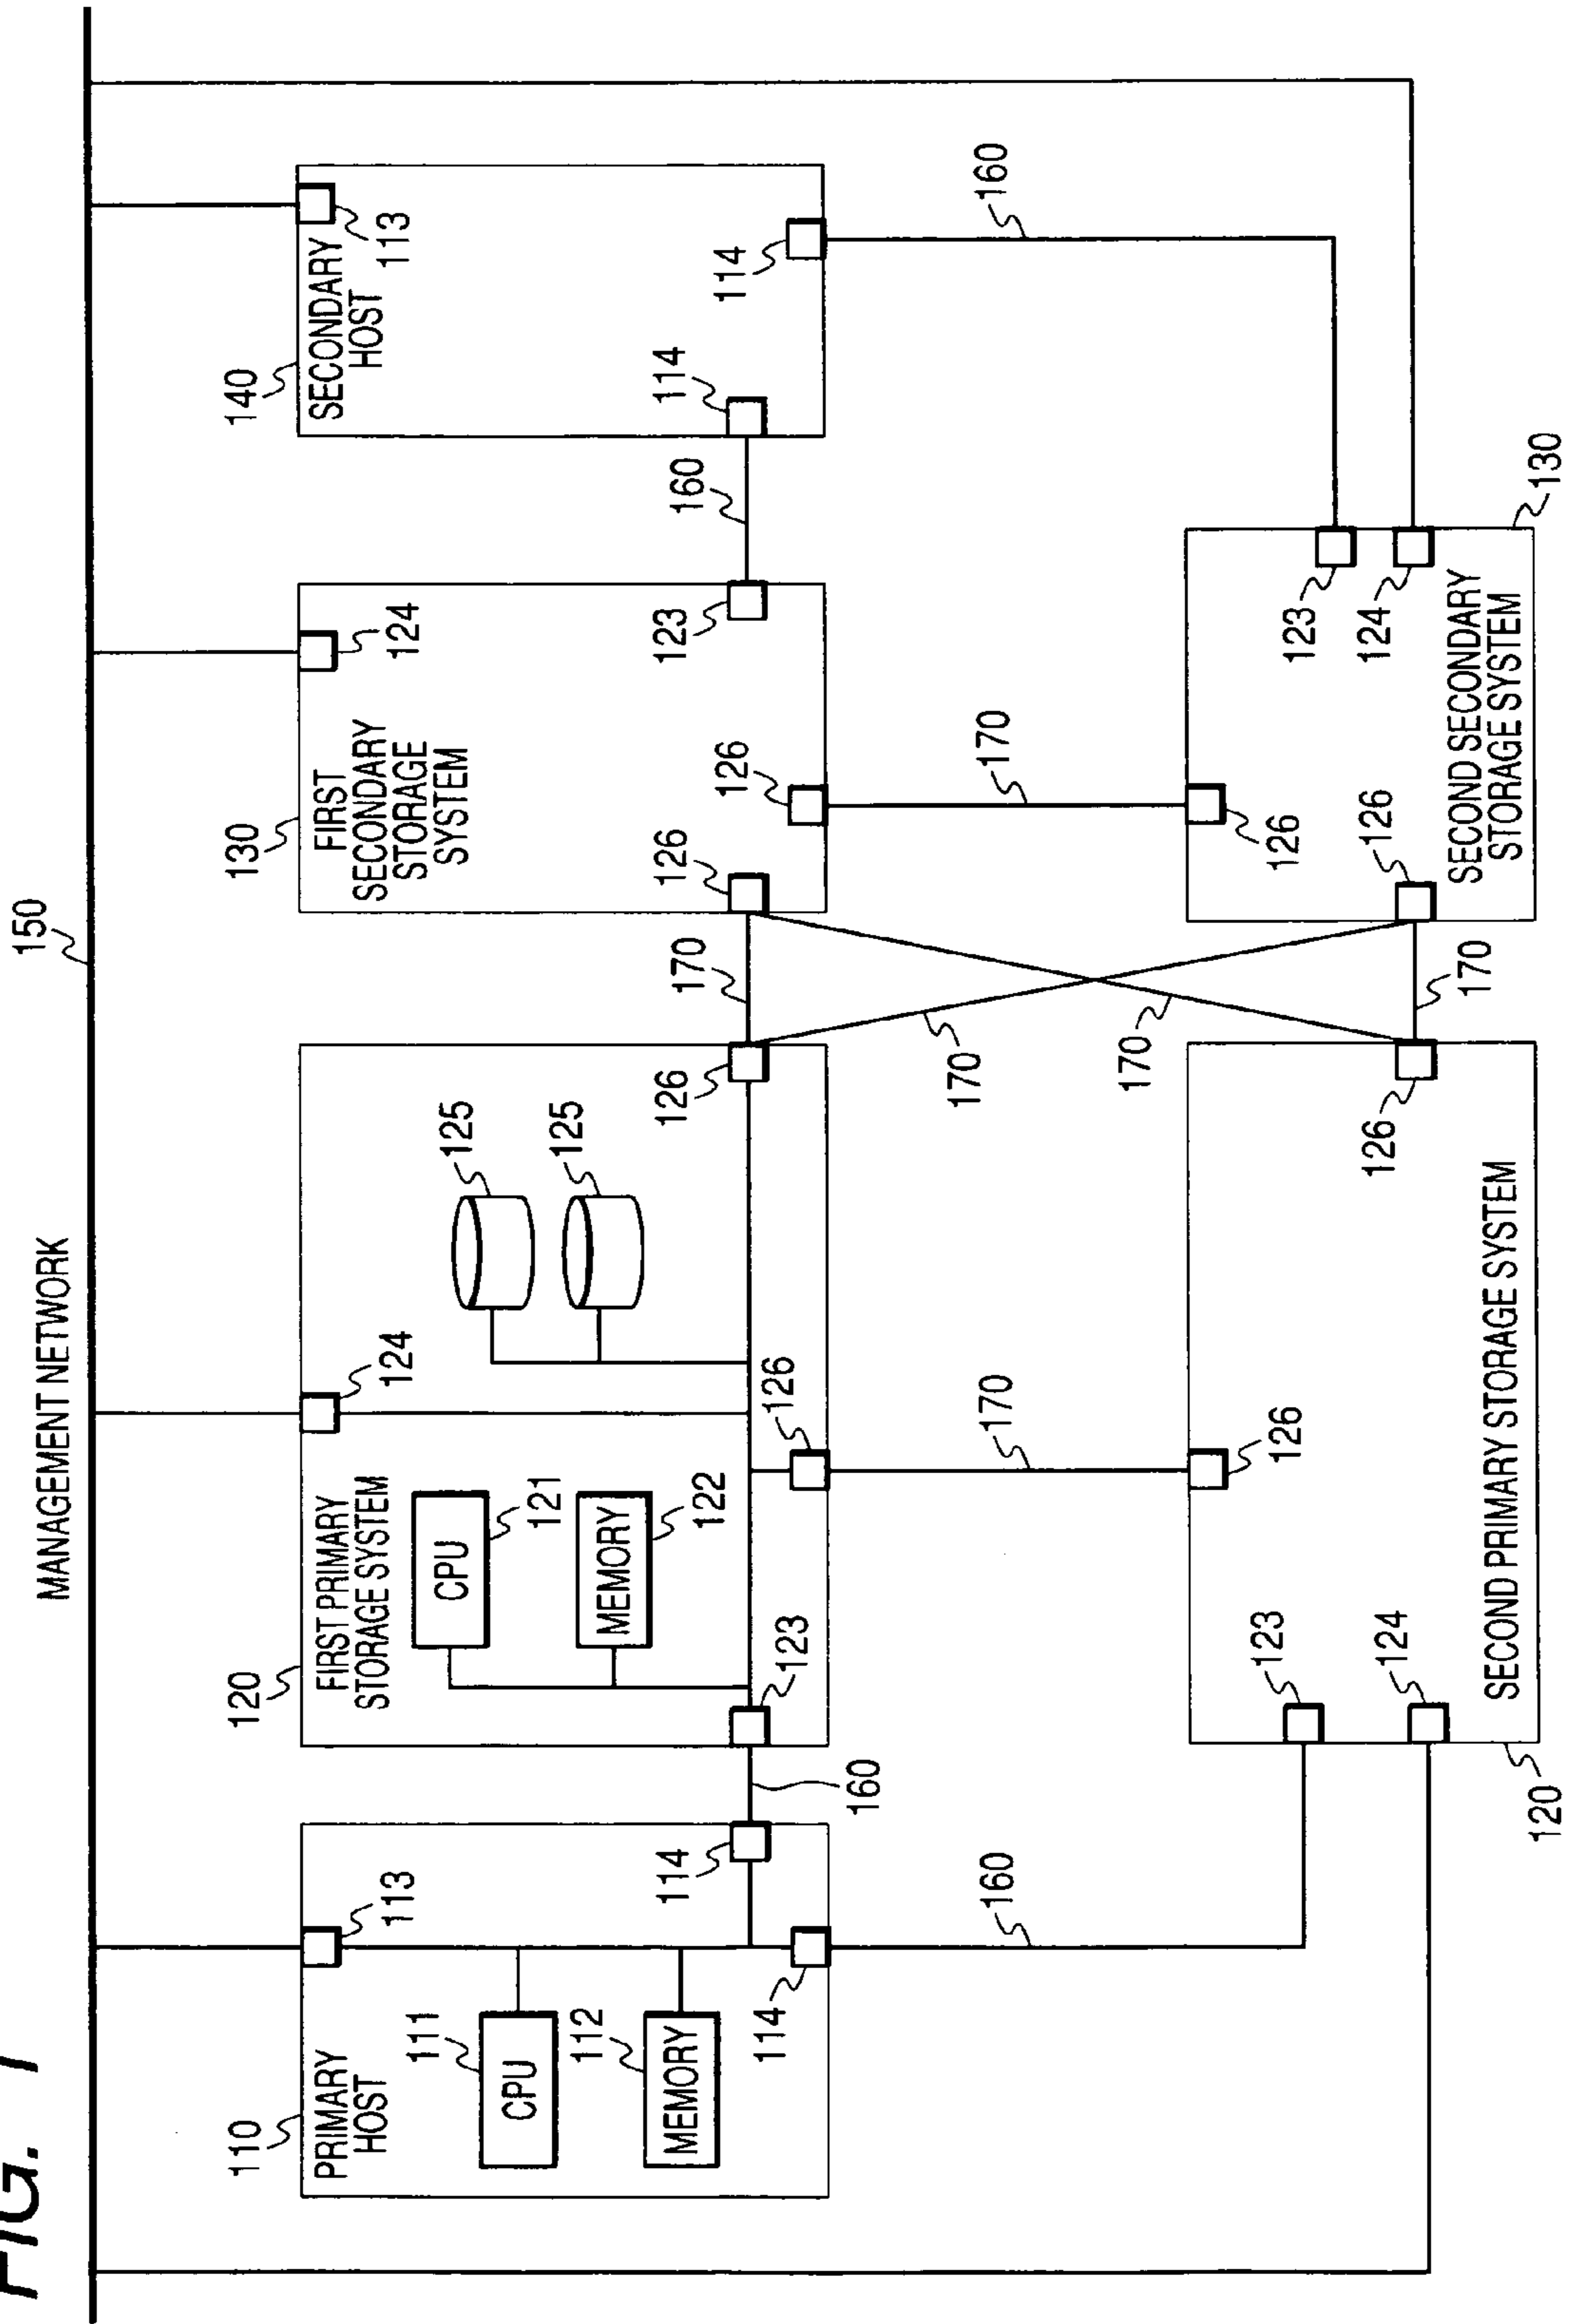 FIG. 1
MANAGEMENT NETWORK
150
110
PRIMARY
HOST
111
CPU
112
MEMORY
113
114
114
160
160
120
FIRST PRIMARY
STORAGE SYSTEM
CPU
121
MEMORY
122
123
124
125
125
126
126
170
170
170
170
130
FIRST
SECONDARY
STORAGE
SYSTEM
124
126
126
123
160
140
SECONDARY
HOST
113
114
114
160
120
123
124
126
126
SECOND PRIMARY STORAGE SYSTEM
170
170
130
126
126
123
124
SECOND SECONDARY
STORAGE SYSTEM